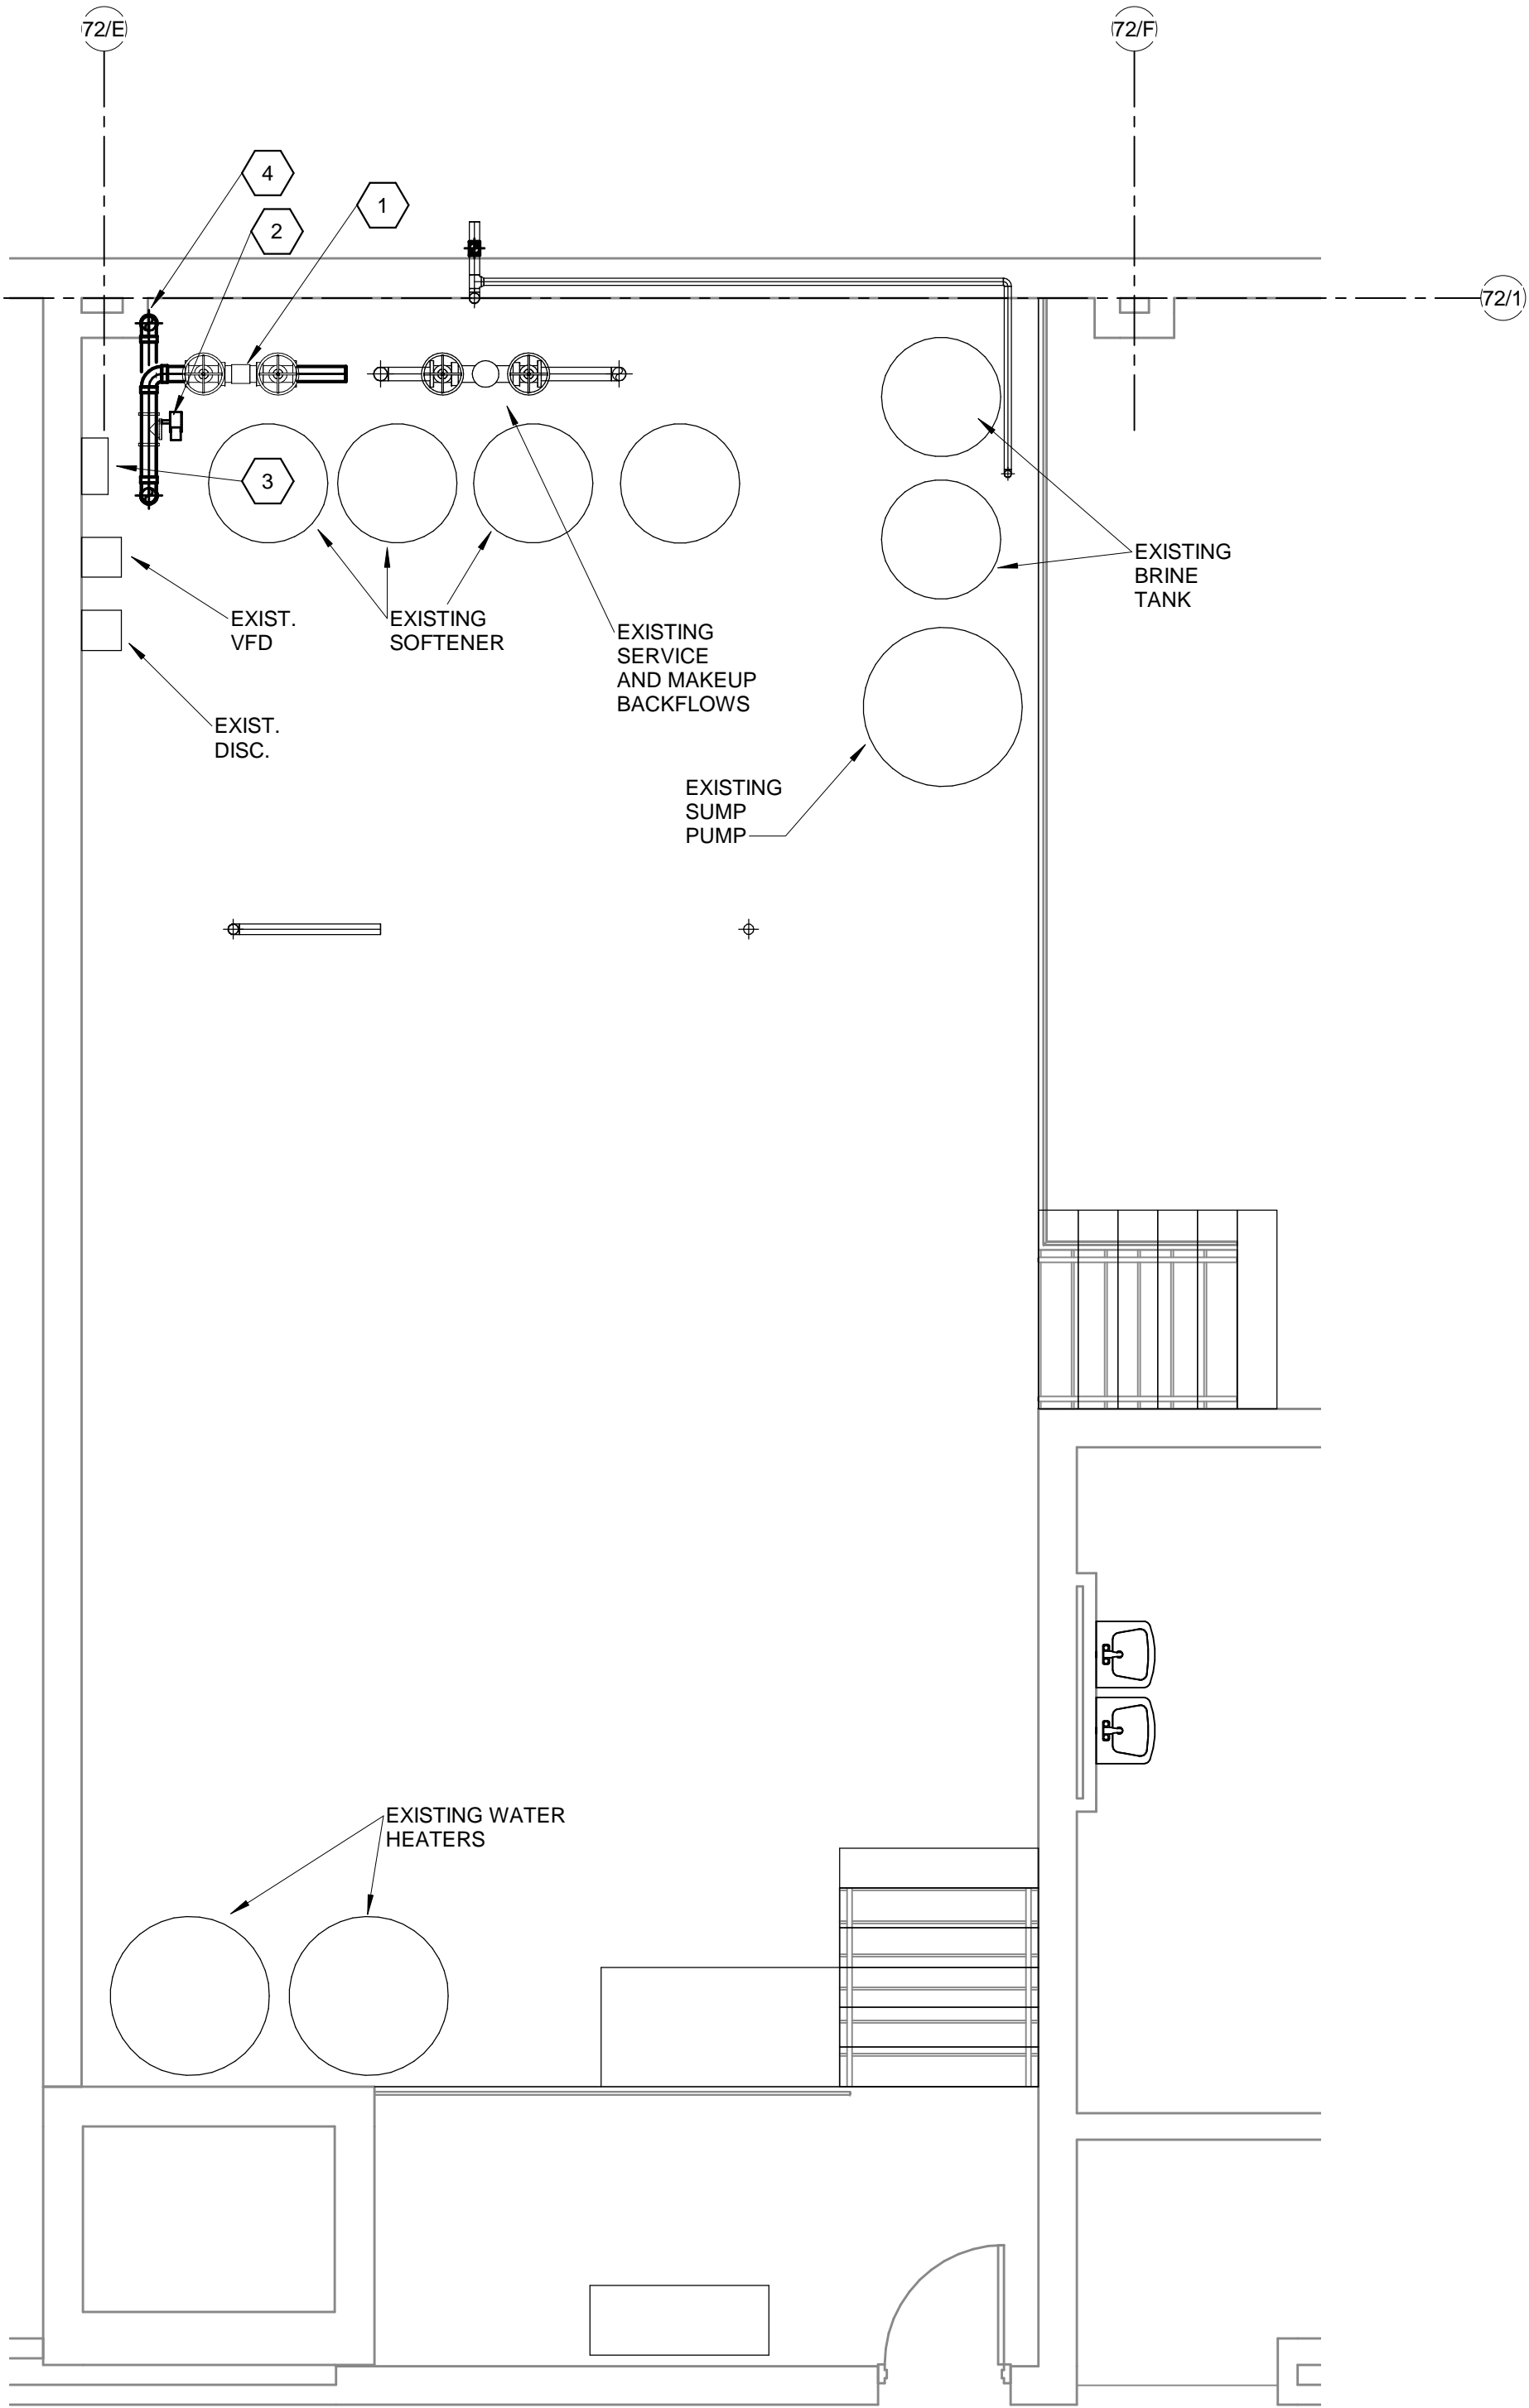 72/E
72/F
4
1
2
72/1
3
EXISTING
BRINE
TANK
EXIST.
VFD
EXISTING
SOFTENER
EXISTING
SERVICE
AND MAKEUP
BACKFLOWS
EXIST.
DISC.
EXISTING
SUMP
PUMP
EXISTING WATER
HEATERS